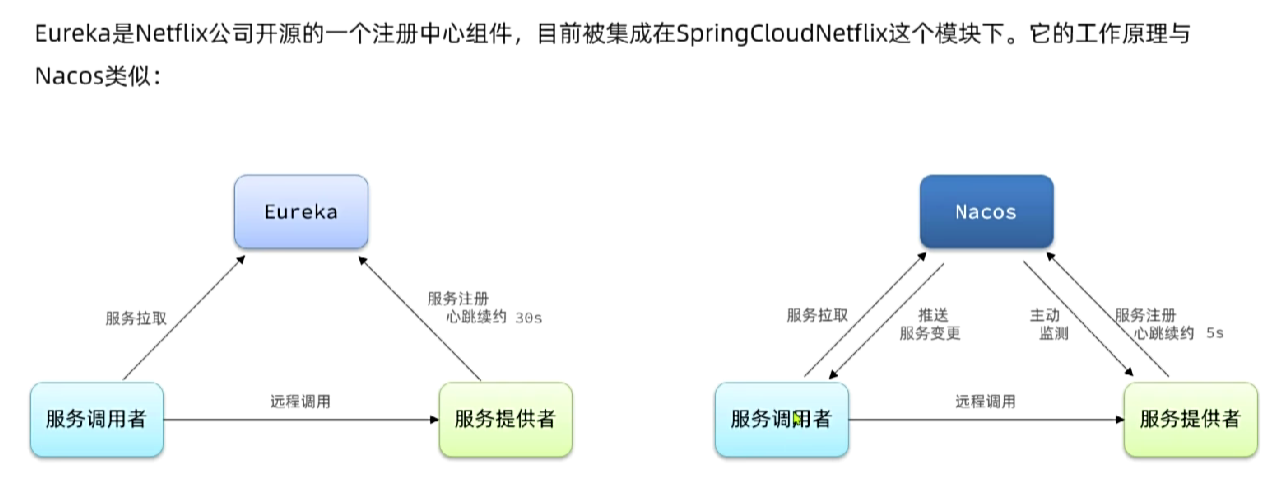 Eureka是Netflix公司开源的一个注册中心组件，目前被集成在SpringCloudNetflix这个模块下。它的工作原理与
Nacos类似：
Eureka
服务拉取
服务注册
心跳续约 30s
服务调用者
远程调用
服务提供者
Nacos
服务拉取
推送
服务变更
主动
监测
服务注册
心跳续约 5s
服务调用者
远程调用
服务提供者